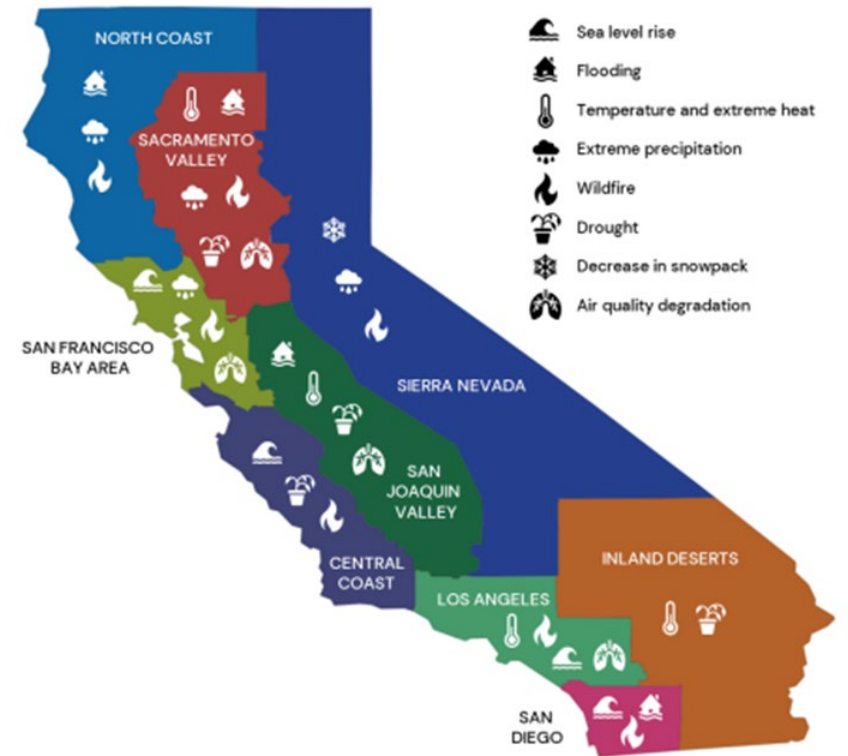 NORTH COAST
SACRAMENTO
VALLEY
SAN FRANCISCO
BAY AREA
SIERRA NEVADA
SAN
JOAQUIN
VALLEY
CENTRAL
COAST
LOS ANGELES
INLAND DESERTS
SAN
DIEGO
Sea level rise
Flooding
Temperature and extreme heat
Extreme precipitation
Wildfire
Drought
Decrease in snowpack
Air quality degradation